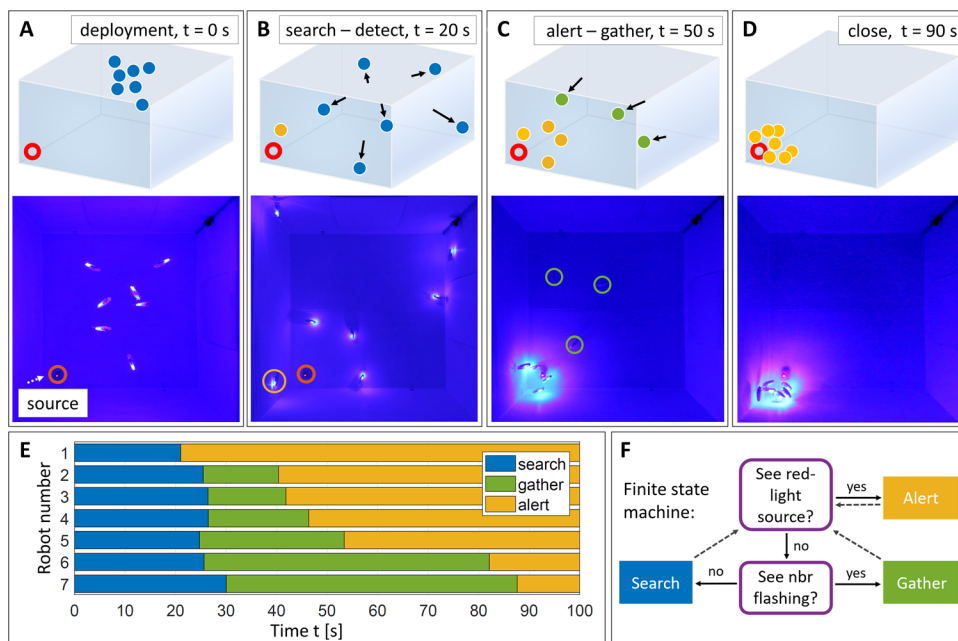 A
deployment, t = 0 s
B
search – detect, t = 20 s
C
alert – gather, t = 50 s
D
close, t = 90 s
source
E
1
2
3
4
5
6
7
Robot number
search
gather
alert
0 10 20 30 40 50 60 70 80 90 100
Time t [s]
F
Finite state
machine:
See red-
light
source?
yes
Alert
no
Search
no
See nbr
flashing?
yes
Gather